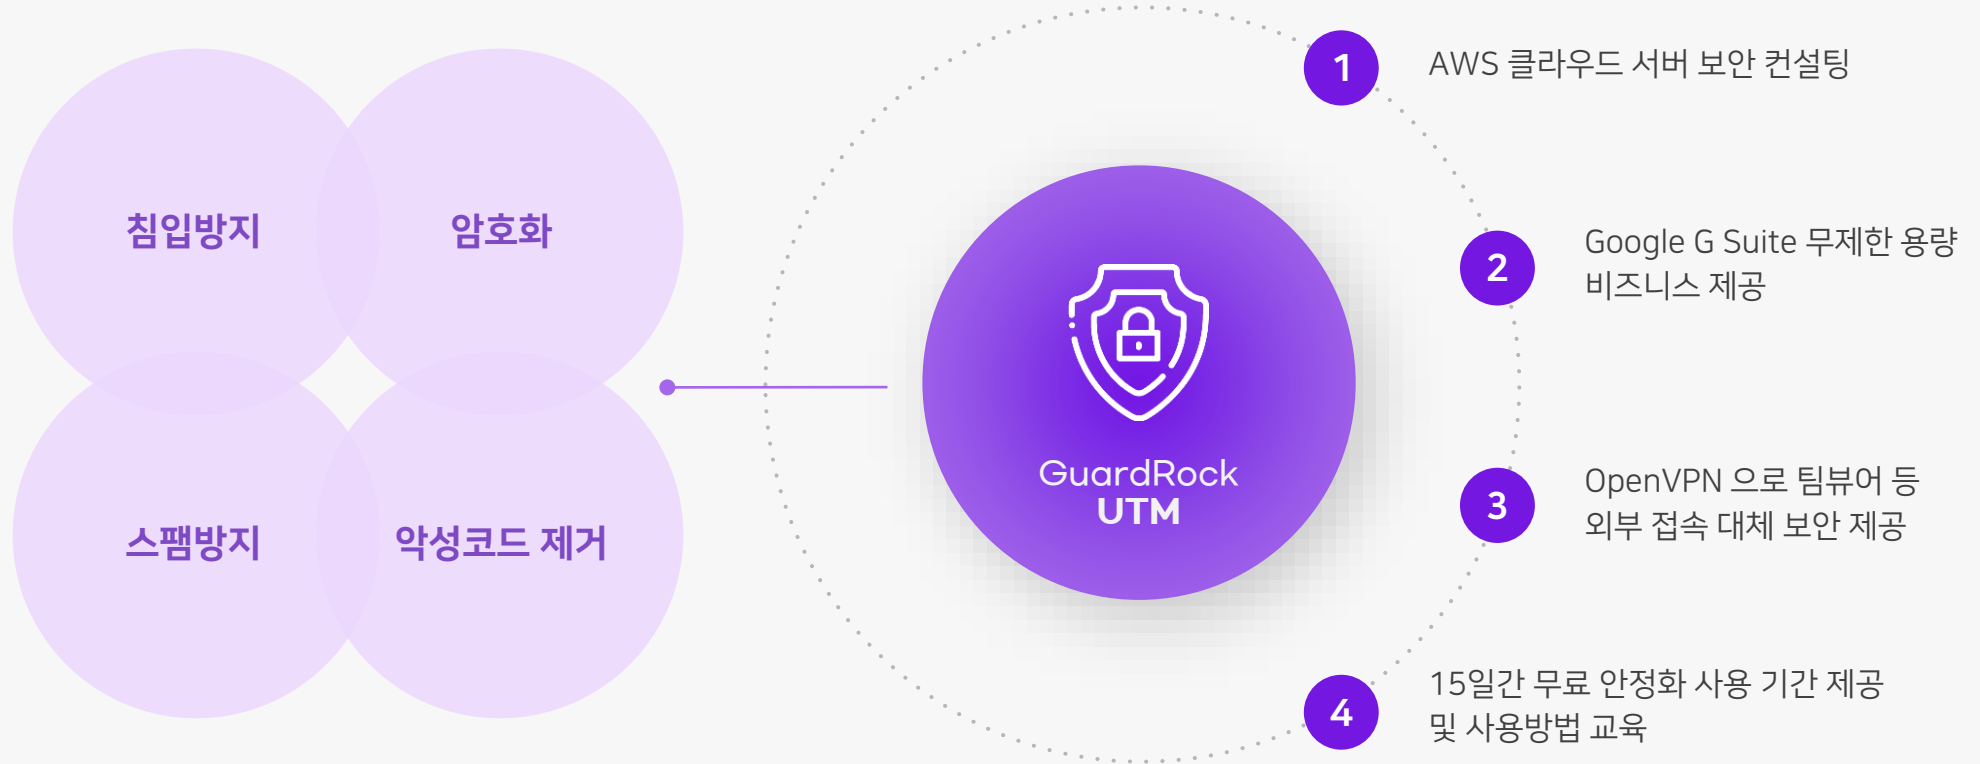 침입방지
암호화
스팸방지
악성코드 제거
GuardRock
UTM
1
AWS 클라우드 서버 보안 컨설팅
2
Google G Suite 무제한 용량
비즈니스 제공
3
OpenVPN 으로 팀뷰어 등
외부 접속 대체 보안 제공
4
15일간 무료 안정화 사용 기간 제공
및 사용방법 교육